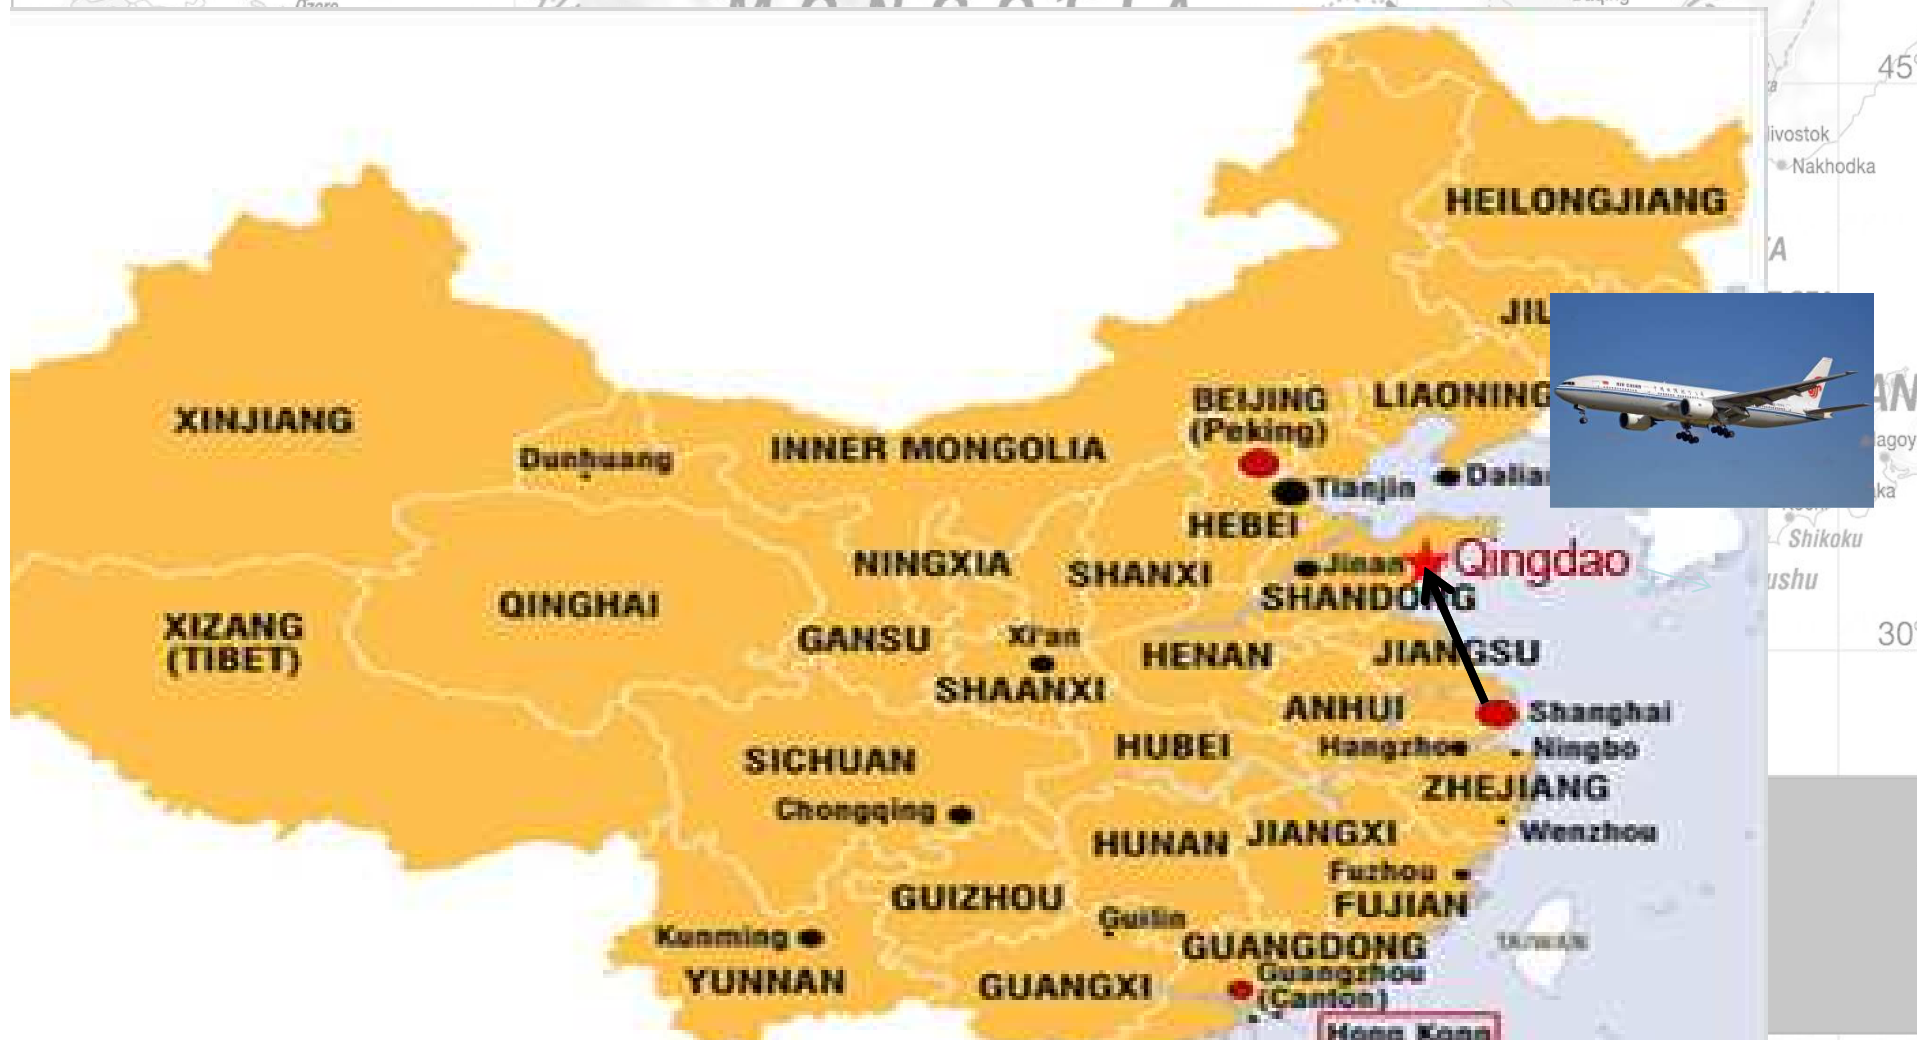 HEILONGJIANG
Nakhodka
45°
BEIJING
(Peking)
LIAONING
XINJIANG
INNER MONGOLIA
Dunhuang
Tianjin
HEBEI
NINGXIA
SHANXI
Jinan
Qingdao
Shikoku
QINGHAI
SHANDONG
XIZANG
(TIBET)
GANSU
Xi'an
HENAN
JIANGSU
30°
SHAANXI
ANHUI
Shanghai
HUBEI
Hangzhou
Ningbo
SICHUAN
ZHEJIANG
Chongqing
HUNAN
JIANGXI
Wenzhou
Fuzhou
GUIZHOU
FUJIAN
Guilin
Kunming
GUANGDONG
TAIWAN
YUNNAN
GUANGXI
Guangzhou
(Canton)
Hong Kong